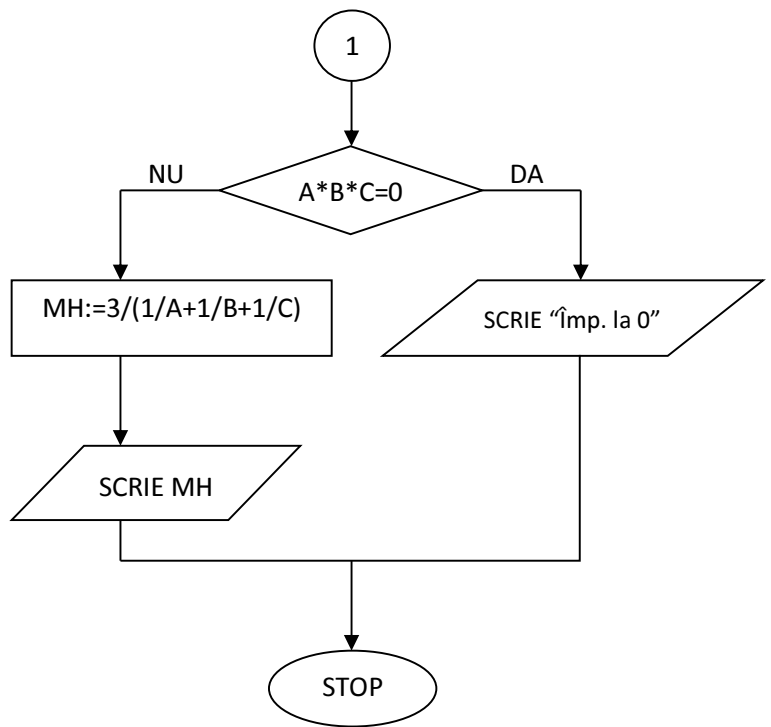 1
NU
DA
A*B*C=0
MH:=3/(1/A+1/B+1/C)
SCRIE “Împ. la 0”
SCRIE MH
STOP